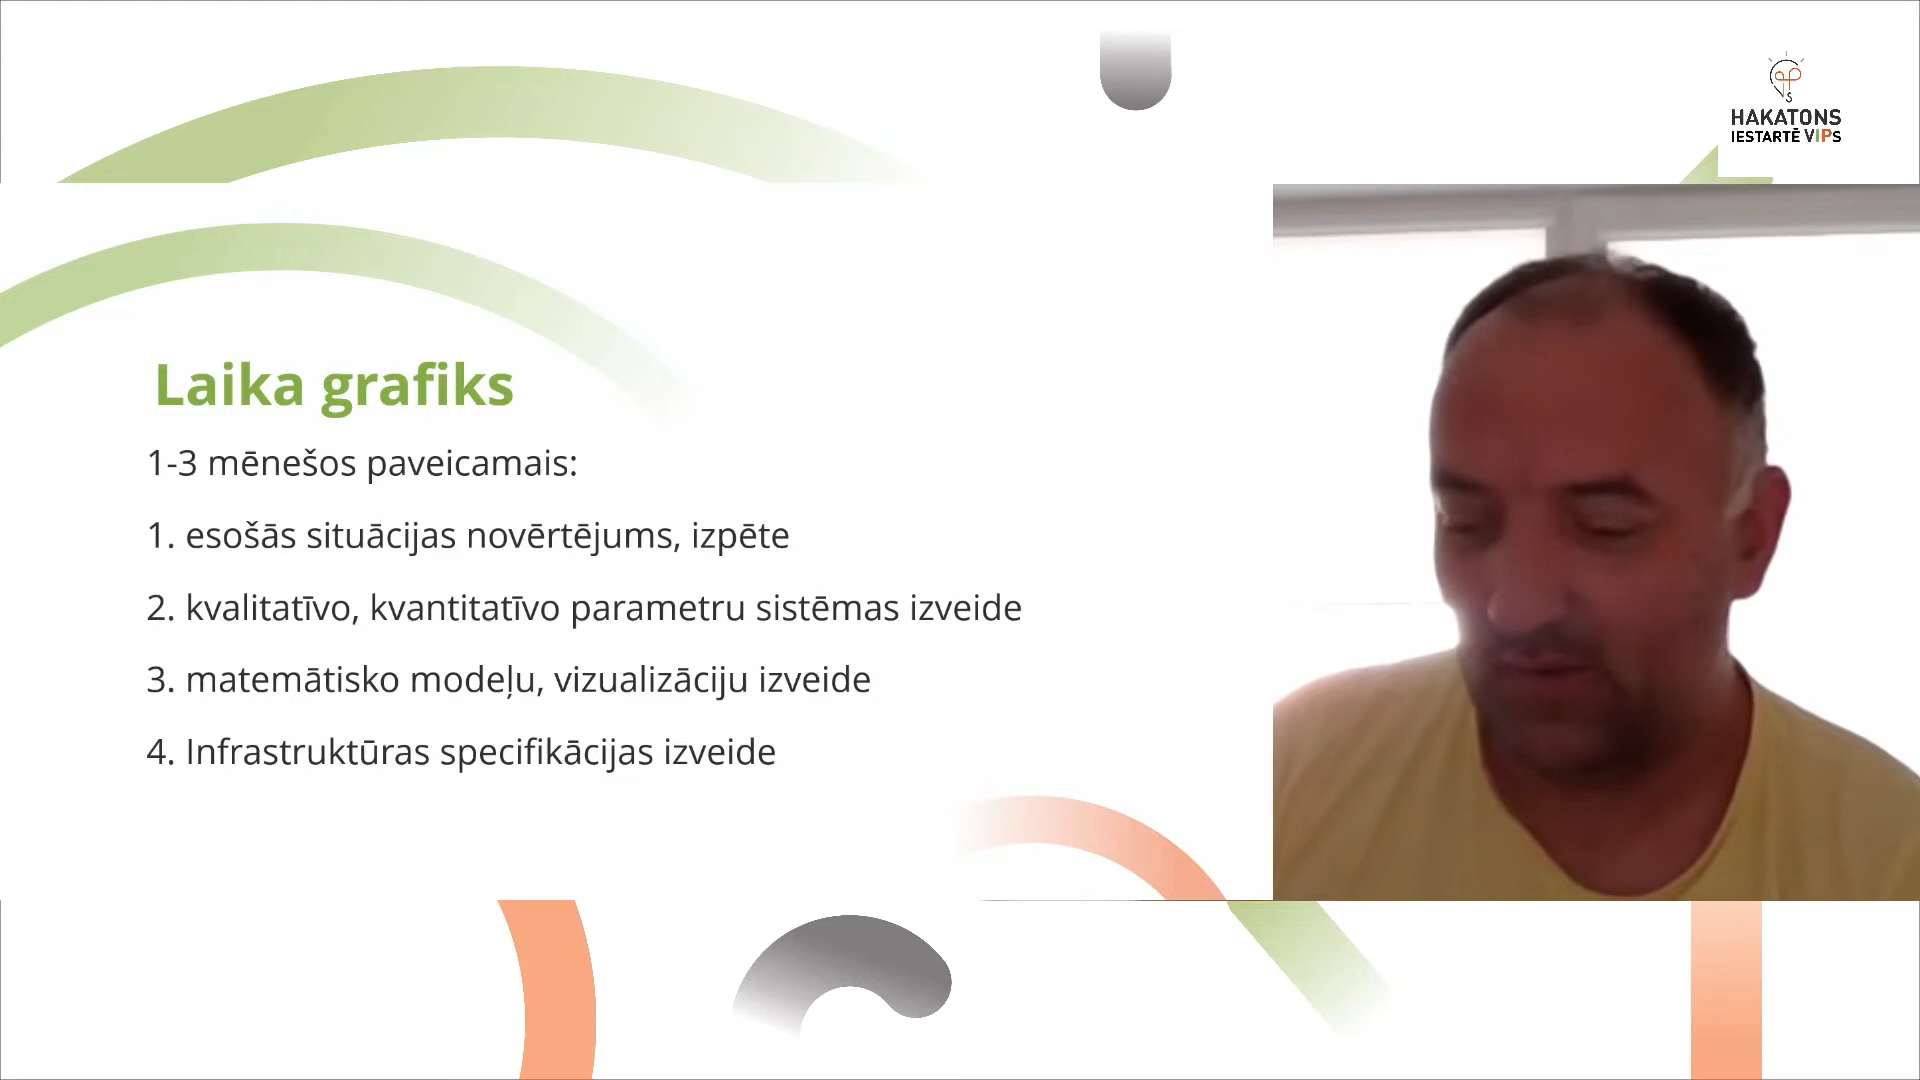 HAKATONS
IESTARTĒ VIPS
Laika grafiks
1-3 mēnešos paveicamais:
1. esošās situācijas novērtējums, izpēte
2. kvalitatīvo, kvantitatīvo parametru sistēmas izveide
3. matemātisko modeļu, vizualizāciju izveide
4. Infrastruktūras specifikācijas izveide